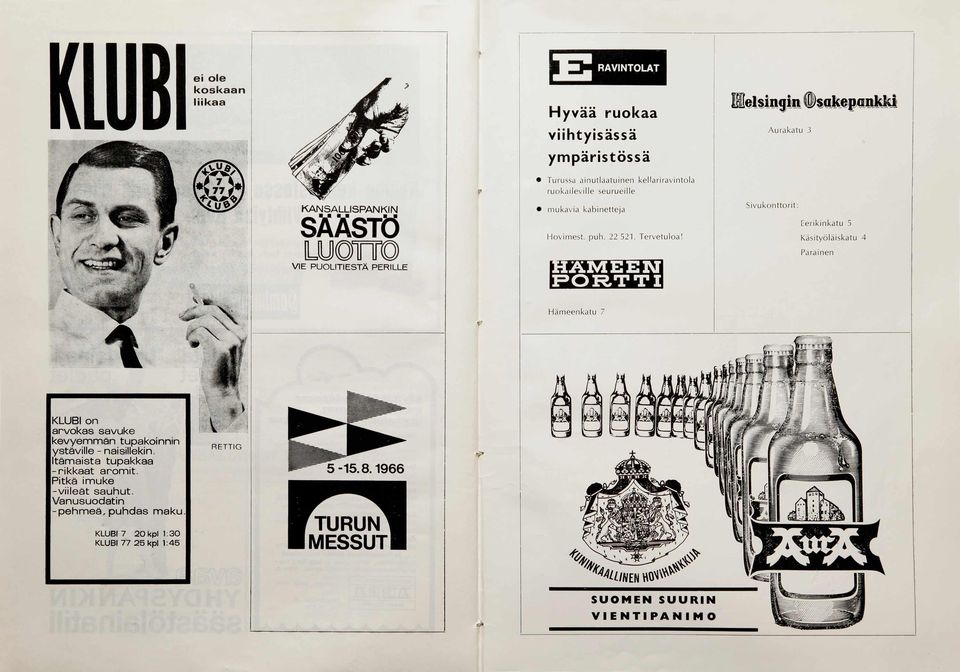 KLUBI
ei ole
koskaan
liikaa
KLUBI
7
77
KLUBB
KLUBI on
arvokas savuke
kevyemmän tupakoinnin
ystäville - naisillekin.
Itämaista tupakkaa
-rikkaat aromit.
Pitkä imuke
-viileät sauhut.
Vanusuodatin
-pehmeä, puhdas maku.
KLUBI 7 20 kpl 1:30
KLUBI 77 25 kpl 1:45
RETTIG
KANSALLISPANKIN
SÄÄSTÖ
LUOTTO
VIE PUOLITIESTÄ PERILLE
5-15.8.1966
TURUN
MESSUT
E RAVINTOLAT
Hyvää ruokaa
viihtyisässä
ympäristössä
• Turussa ainutlaatuinen kellariravintola
ruokaileville seurueille
• mukavia kabinetteja
Hovimest. puh. 22 521. Tervetuloa!
HÄMEEN
PORTTI
Hämeenkatu 7
Helsingin Osakepankki
Aurakatu 3
Sivukonttorit:
Eerikinkatu 5
Käsityöläiskatu 4
Parainen
AurA
KUNINKAALLINEN HOVIHANKKIJA
SUOMEN SUURIN
VIENTIPANIMO